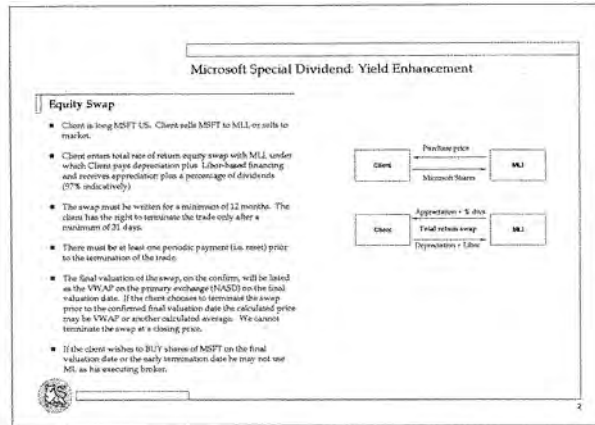 Microsoft Special Dividend: Yield Enhancement
Equity Swap
■ Client is long MSFT US. Client sells MSFT to MLI or sells to
market.
■ Client enters total rate of return equity swap with MLI, under
which Client pays depreciation plus Libor-based financing
and receives appreciation plus a percentage of dividends
(97% indicatively)
■ The swap must be written for a minimum of 12 months. The
client has the right to terminate the trade only after a
minimum of 31 days.
■ There must be at least one periodic payment (i.e. reset) prior
to the termination of the trade.
■ The final valuation of the swap, on the confirm, will be listed
as the VWAP on the primary exchange (NASD) on the final
valuation date. If the client chooses to terminate the swap
prior to the confirmed final valuation date the calculated price
may be VWAP or another calculated average. We cannot
terminate the swap at a closing price.
■ If the client wishes to BUY shares of MSFT on the final
valuation date or the early termination date he may not use
ML as his executing broker.
Purchase price
Client
MLI
Microsoft Shares
Appreciation + % divs
Client
Total return swap
MLI
Depreciation + Libor
2